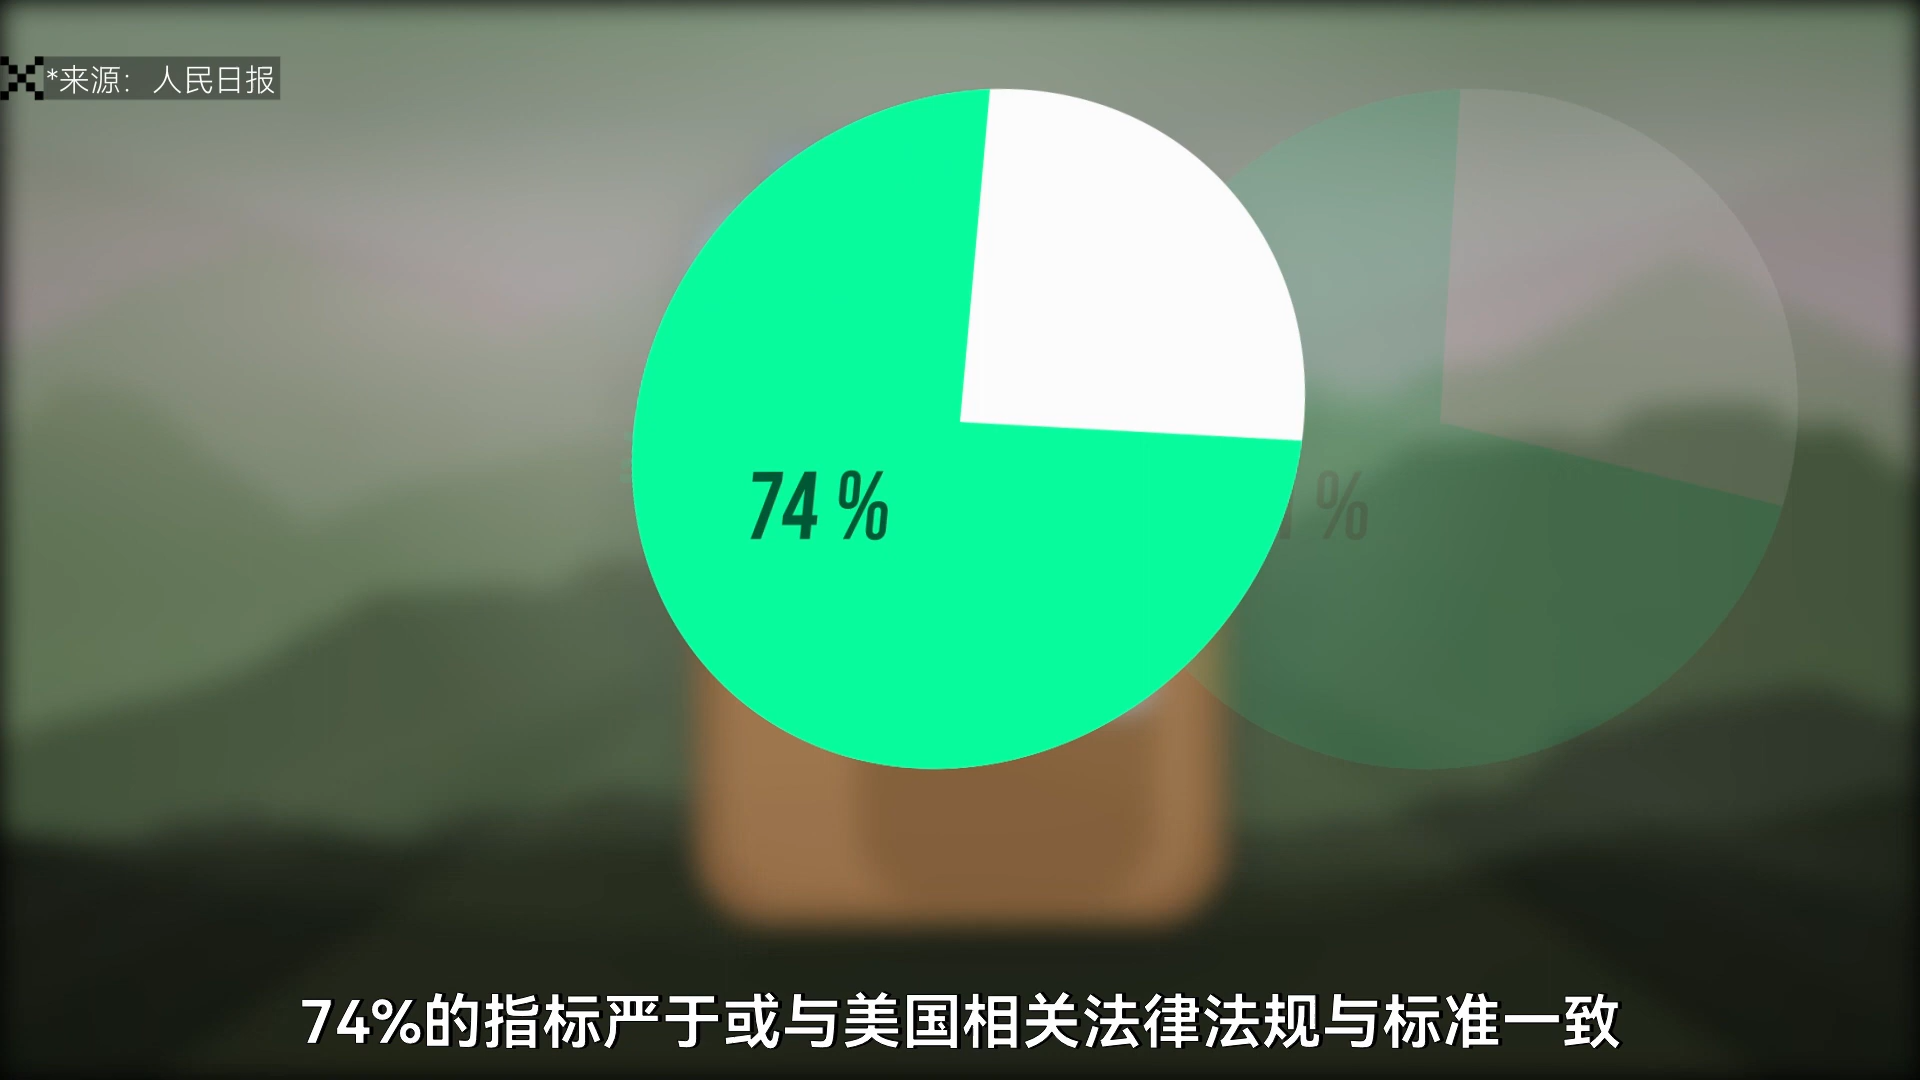 *来源：人民日报
74 %
%
74%的指标严于或与美国相关法律法规与标准一致